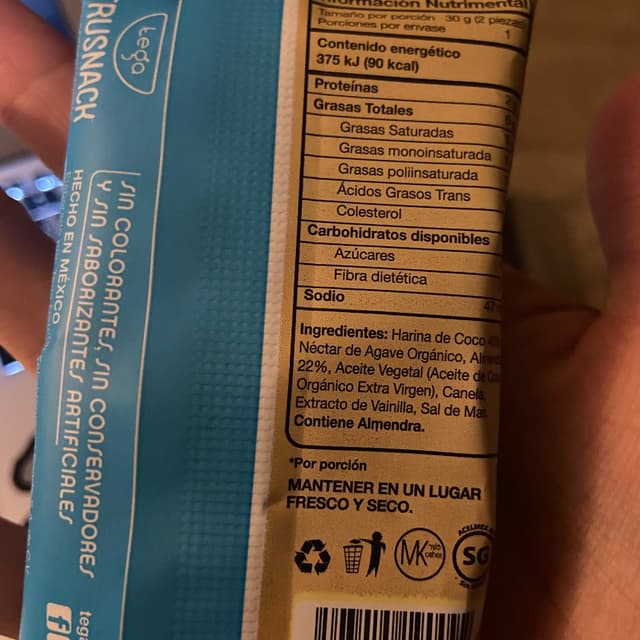 Información Nutrimental
Tamaño por porción 30 g (2 piezas
Porciones por envase 1
Contenido energético
375 kJ (90 kcal)
Proteínas
Grasas Totales
Grasas Saturadas
Grasas monoinsaturada
Grasas poliinsaturada
Ácidos Grasos Trans
Colesterol
Carbohidratos disponibles
Azúcares
Fibra dietética
Sodio 47
Ingredientes: Harina de Coco
Néctar de Agave Orgánico,
22%, Aceite Vegetal (Aceite de
Orgánico Extra Virgen), Canela,
Extracto de Vainilla, Sal de Mar.
Contiene Almendra.
*Por porción
MANTENER EN UN LUGAR
FRESCO Y SECO.
MK
SG
RUSNACK
SIN COLORANTES, SIN CONSERVADORES
Y SIN SABORIZANTES ARTIFICIALES
HECHO EN MÉXICO